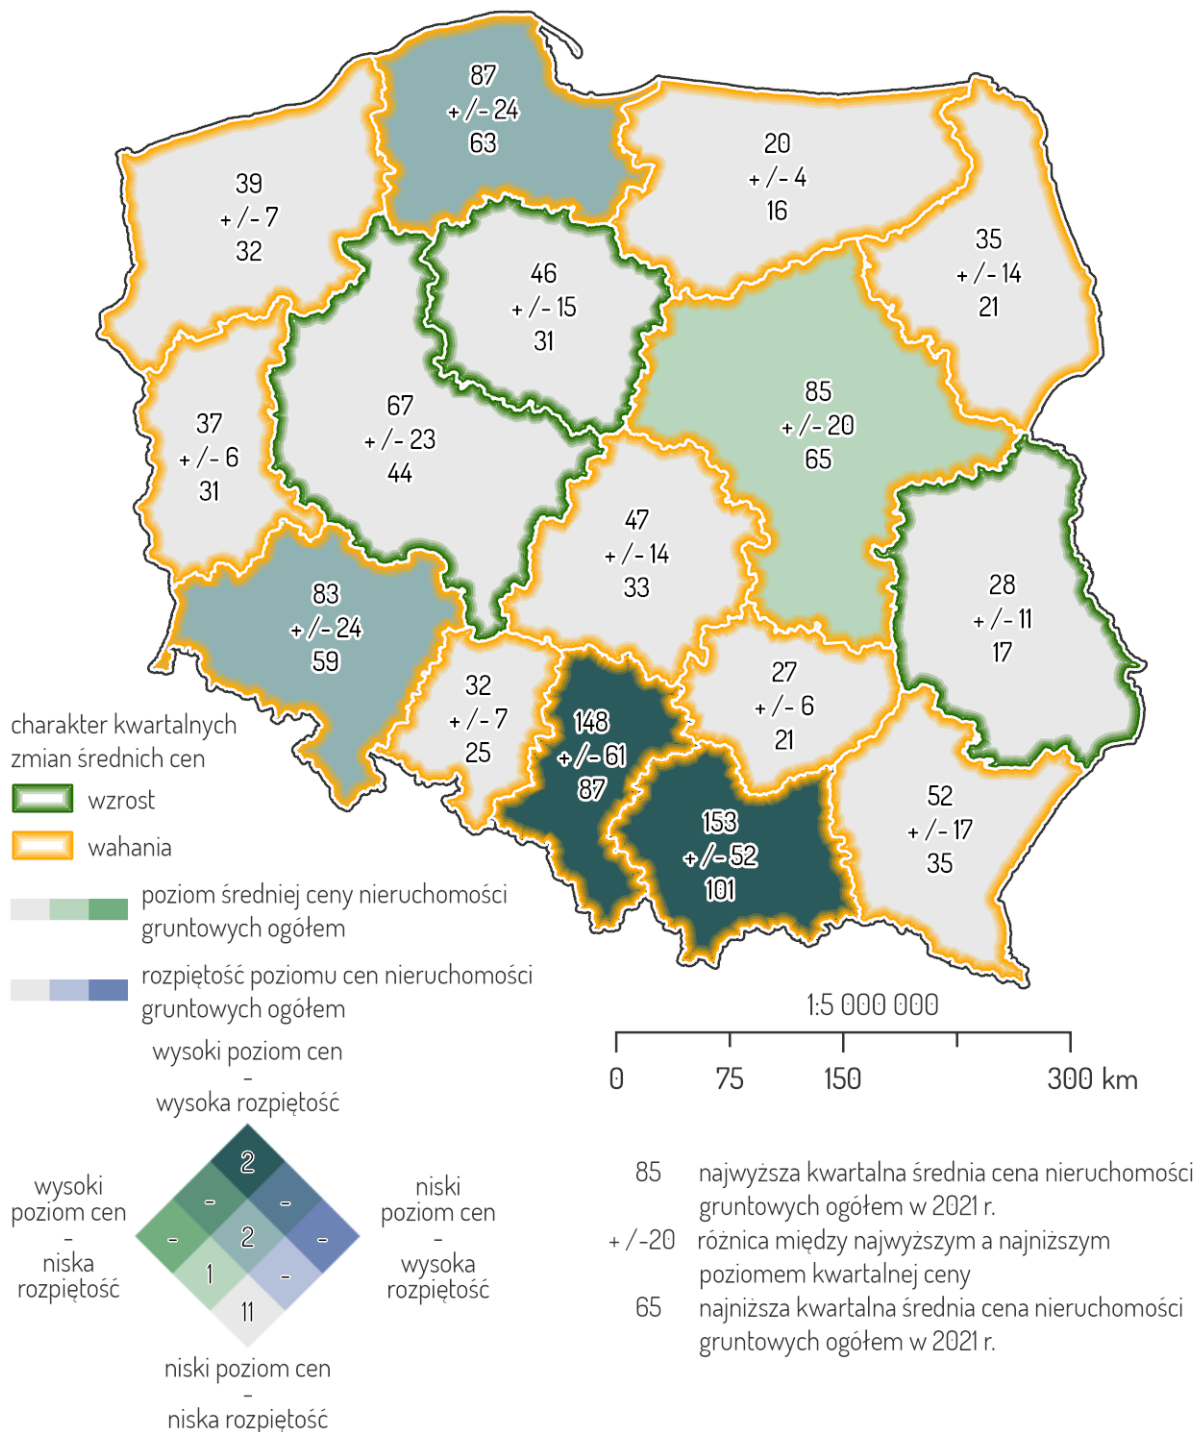 87
+/-24
63
20
+/-4
16
39
+/-7
32
35
+/-14
21
46
+/-15
31
85
+/-20
65
67
+/-23
44
37
+/-6
31
47
+/-14
33
28
+/-11
17
83
+/-24
59
27
+/-6
21
32
+/-7
25
148
+/-61
87
52
+/-17
35
153
+/-52
101
charakter kwartalnych
zmian średnich cen
wzrost
wahania
poziom średniej ceny nieruchomości
gruntowych ogółem
rozpiętość poziomu cen nieruchomości
gruntowych ogółem
1:5 000 000
0 75 150 300 km
wysoki poziom cen
-
wysoka rozpiętość
wysoki
poziom cen
-
niska
rozpiętość
2
- -
- 2 -
1 -
11
niski
poziom cen
-
wysoka
rozpiętość
niski poziom cen
-
niska rozpiętość
85 najwyższa kwartalna średnia cena nieruchomości
gruntowych ogółem w 2021 r.
+/-20 różnica między najwyższym a najniższym
poziomem kwartalnej ceny
65 najniższa kwartalna średnia cena nieruchomości
gruntowych ogółem w 2021 r.